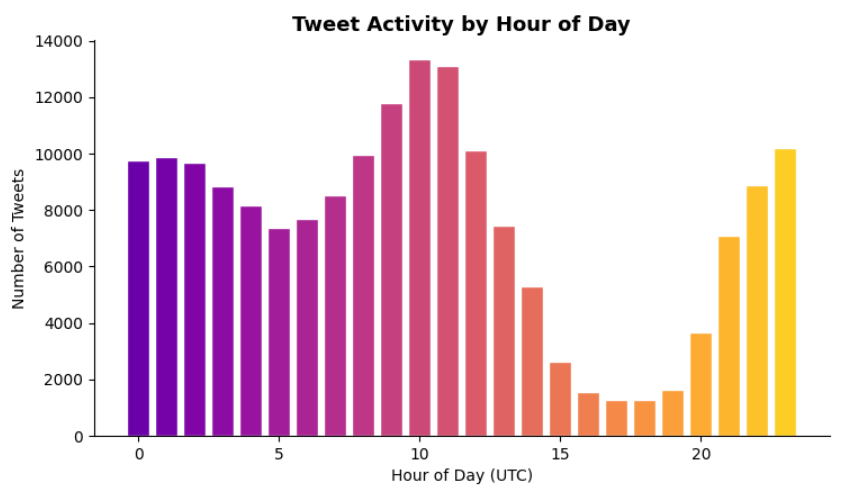 Tweet Activity by Hour of Day
14000
12000
10000
8000
6000
4000
2000
0
Number of Tweets
0 5 10 15 20
Hour of Day (UTC)